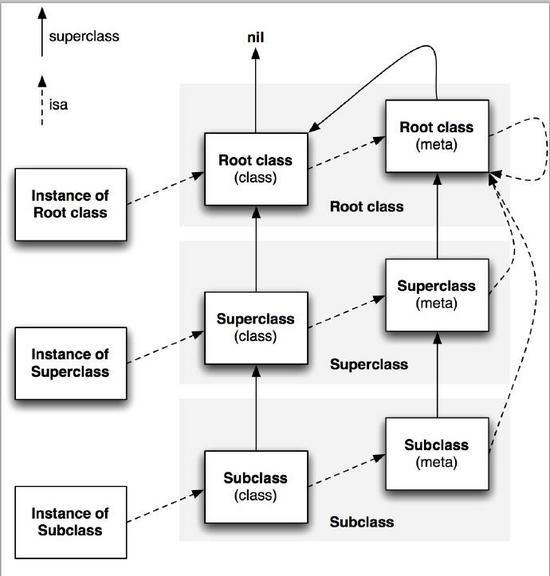 superclass
isa
nil
Root class
(meta)
Root class
(class)
Instance of
Root class
Root class
Superclass
(meta)
Superclass
(class)
Instance of
Superclass
Superclass
Subclass
(meta)
Subclass
(class)
Instance of
Subclass
Subclass